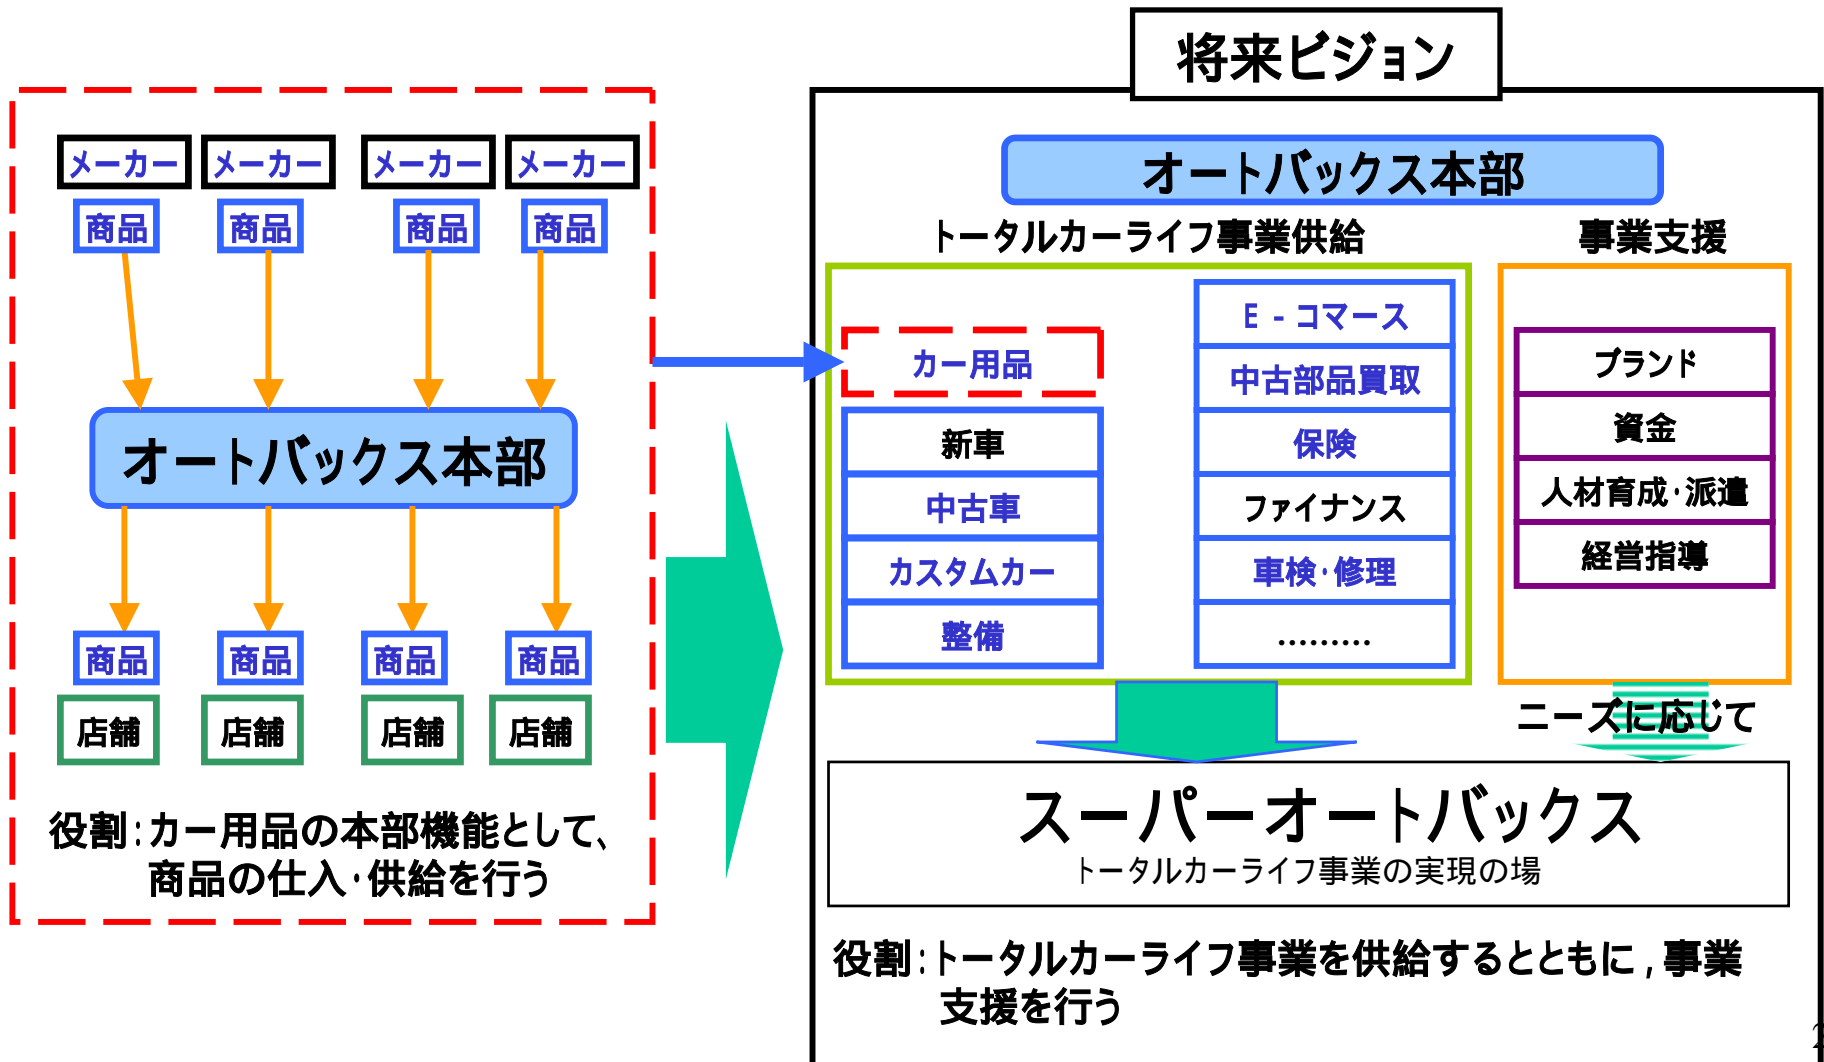 将来ビジョン
メーカー メーカー メーカー メーカー
商品 商品 商品 商品
オートバックス本部
商品 商品 商品 商品
店舗 店舗 店舗 店舗
役割:カー用品の本部機能として、
商品の仕入・供給を行う
オートバックス本部
トータルカーライフ事業供給
カー用品
新車
中古車
カスタムカー
整備
E - コマース
中古部品買取
保険
ファイナンス
車検・修理
………
事業支援
ブランド
資金
人材育成・派遣
経営指導
ニーズに応じて
スーパーオートバックス
トータルカーライフ事業の実現の場
役割:トータルカーライフ事業を供給するとともに,事業
支援を行う
2